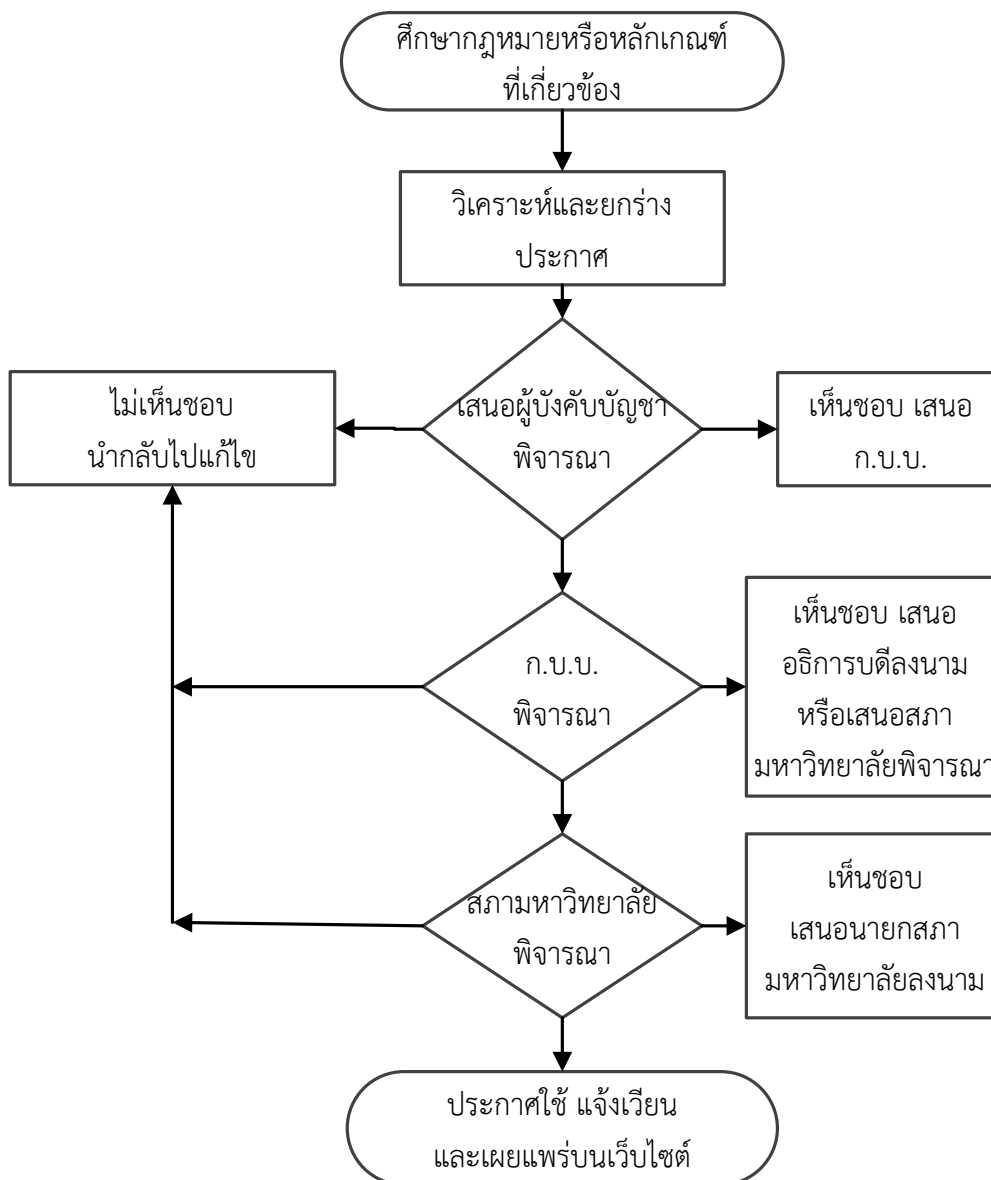 ศึกษากฎหมายหรือหลักเกณฑ์
ที่เกี่ยวข้อง
วิเคราะห์และยกร่าง
ประกาศ
ไม่เห็นชอบ
นำกลับไปแก้ไข
เสนอผู้บังคับบัญชา
พิจารณา
เห็นชอบ เสนอ
ก.บ.บ.
ก.บ.บ.
พิจารณา
เห็นชอบ เสนอ
อธิการบดีลงนาม
หรือเสนอสภา
มหาวิทยาลัยพิจารณา
สภามหาวิทยาลัย
พิจารณา
เห็นชอบ
เสนอนายกสภา
มหาวิทยาลัยลงนาม
ประกาศใช้ แจ้งเวียน
และเผยแพร่บนเว็บไซต์